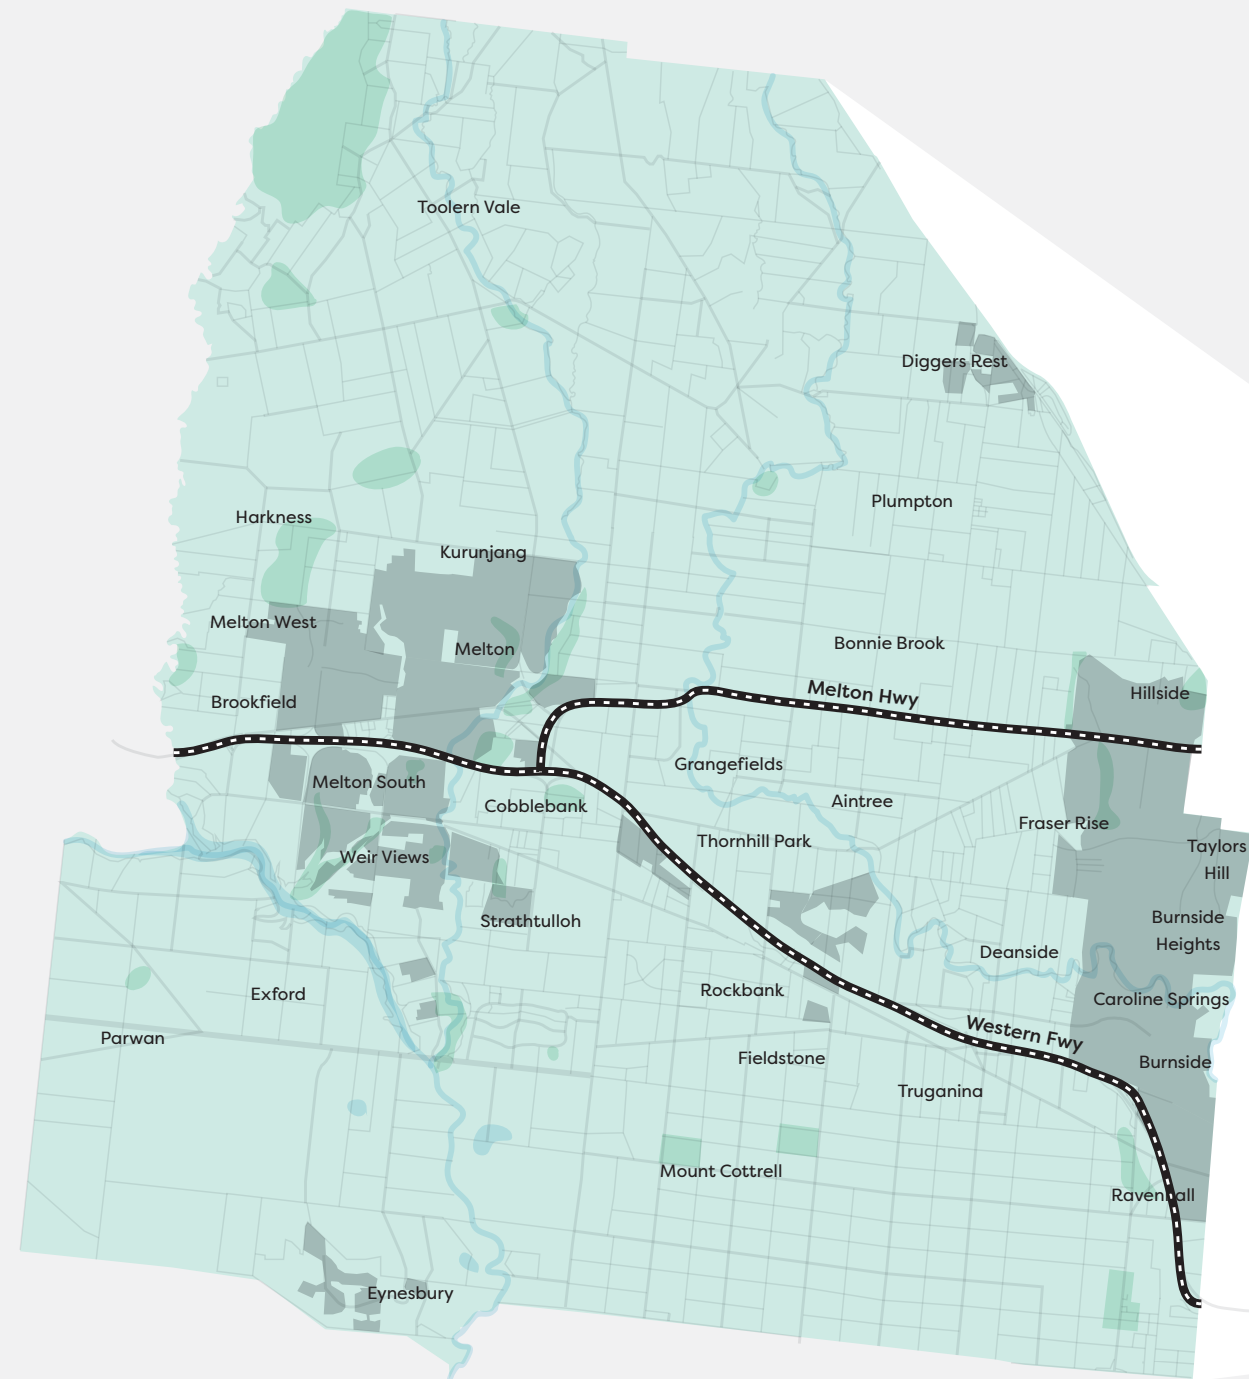 Toolern Vale
Diggers Rest
Plumpton
Harkness
Kurunjang
Melton West
Bonnie Brook
Melton
Hillside
Melton Hwy
Brookfield
Grangefields
Melton South
Aintree
Cobblebank
Fraser Rise
Thornhill Park
Taylors
Hill
Weir Views
Burnside
Heights
Strathtulloh
Deanside
Rockbank
Exford
Caroline Springs
Western Fwy
Parwan
Fieldstone
Burnside
Truganina
Mount Cottrell
Ravenhall
Eynesbury